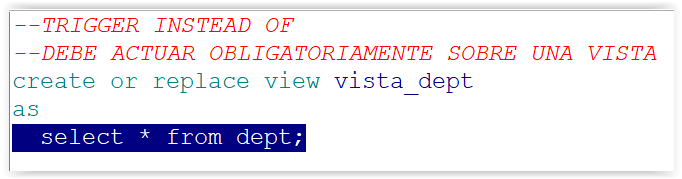 --TRIGGER INSTEAD OF
--DEBE ACTUAR OBLIGATORIAMENTE SOBRE UNA VISTA
create or replace view vista_dept
as
  select * from dept;